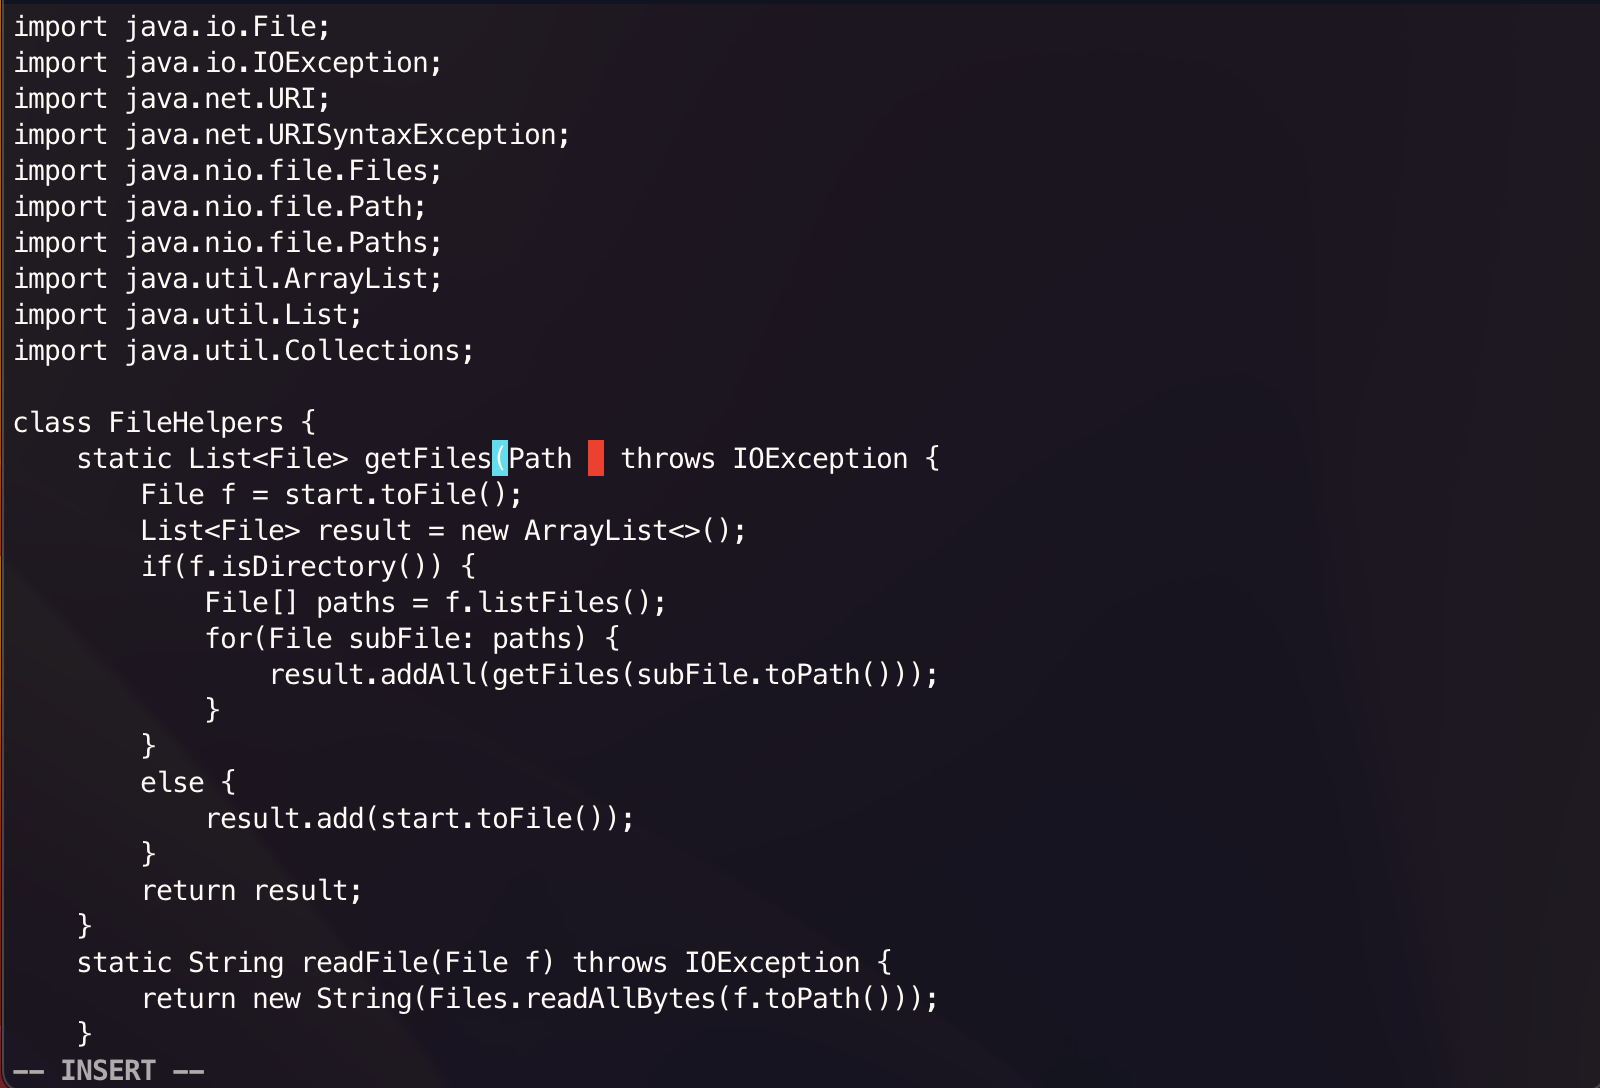 import java.io.File;
import java.io.IOException;
import java.net.URI;
import java.net.URISyntaxException;
import java.nio.file.Files;
import java.nio.file.Path;
import java.nio.file.Paths;
import java.util.ArrayList;
import java.util.List;
import java.util.Collections;

class FileHelpers {
    static List<File> getFiles(Path   throws IOException {
        File f = start.toFile();
        List<File> result = new ArrayList<>();
        if(f.isDirectory()) {
            File[] paths = f.listFiles();
            for(File subFile: paths) {
                result.addAll(getFiles(subFile.toPath()));
            }
        }
        else {
            result.add(start.toFile());
        }
        return result;
    }
    static String readFile(File f) throws IOException {
        return new String(Files.readAllBytes(f.toPath()));
    }
-- INSERT --